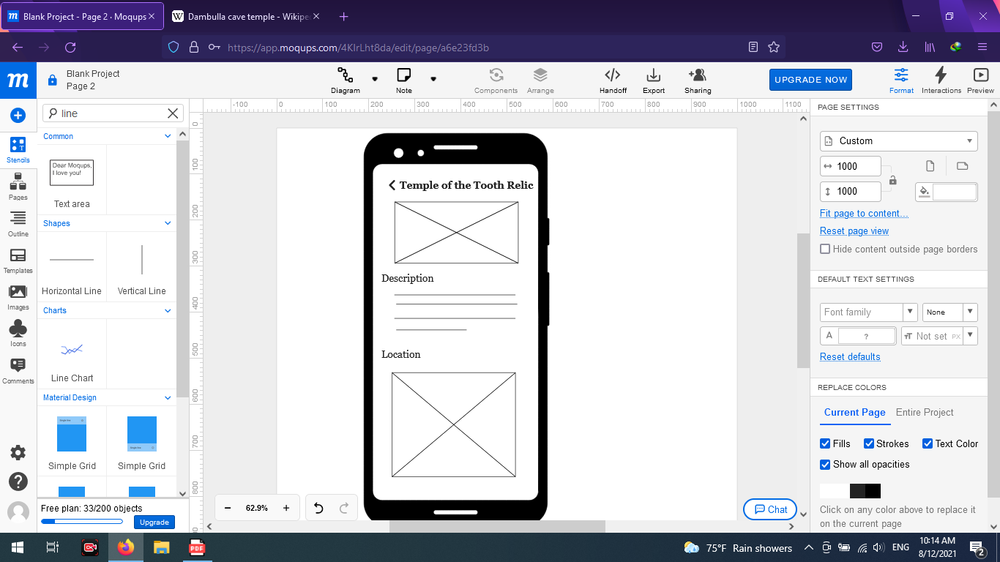 Blank Project - Page 2 · Moqups
Dambulla cave temple - Wikipe
https://app.moqups.com/4KIrLht8da/edit/page/a6e23fd3b
m
Blank Project
Page 2
Diagram
Note
Components
Arrange
Handoff
Export
Sharing
UPGRADE NOW
Format
Interactions
Preview
Stencils
Pages
Outline
Templates
Images
Icons
Comments
line
Common
Dear Moqups,
I love you!
Text area
Shapes
Horizontal Line
Vertical Line
Charts
Line Chart
Material Design
Simple Grid
Simple Grid
Free plan: 33/200 objects
Upgrade
-100 0 100 200 300 400 500 600 700 800 900 1000 1100
0
100
200
300
400
500
600
700
800
Temple of the Tooth Relic
Description
Location
62.9%
Chat
PAGE SETTINGS
Custom
1000
1000
Fit page to content...
Reset page view
Hide content outside page borders
DEFAULT TEXT SETTINGS
Font family
None
A ?
Not set PX
Reset defaults
REPLACE COLORS
Current Page
Entire Project
Fills
Strokes
Text Color
Show all opacities
Click on any color above to replace it
on the current page
PDF
75°F Rain showers
ENG
10:14 AM
8/12/2021
2